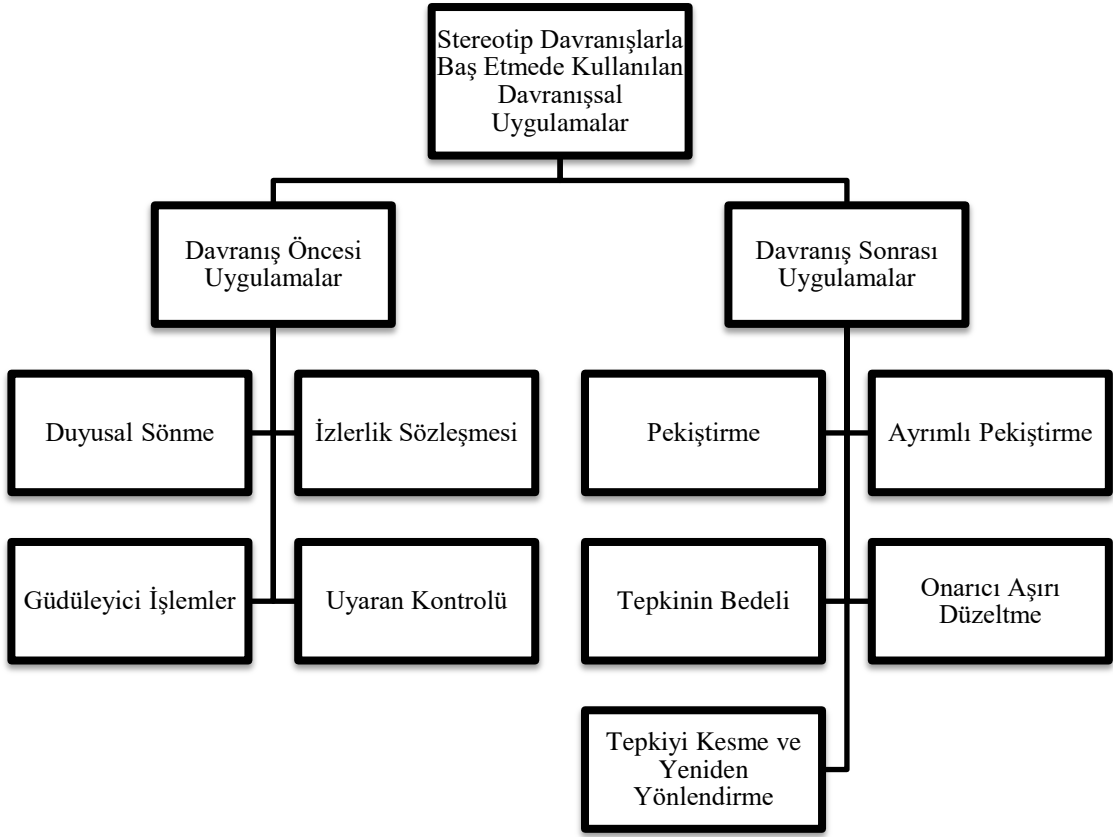 Stereotip Davranışlarla
Baş Etmede Kullanılan
Davranışsal
Uygulamalar
Davranış Öncesi
Uygulamalar
Davranış Sonrası
Uygulamalar
Duyusal Sönme
İzlerlik Sözleşmesi
Pekiştirme
Ayrımlı Pekiştirme
Güdüleyici İşlemler
Uyaran Kontrolü
Tepkinin Bedeli
Onarıcı Aşırı
Düzeltme
Tepkiyi Kesme ve
Yeniden
Yönlendirme